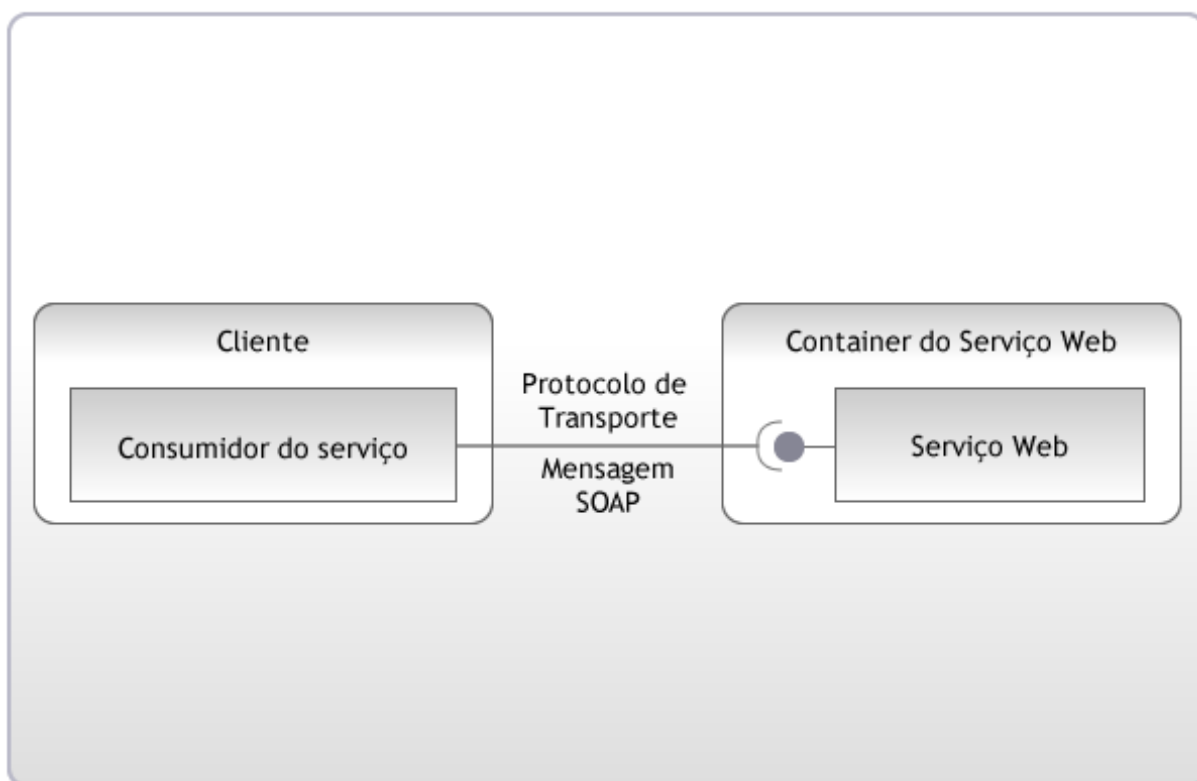 Cliente
Consumidor do serviço
Protocolo de
Transporte
Mensagem
SOAP
Container do Serviço Web
Serviço Web